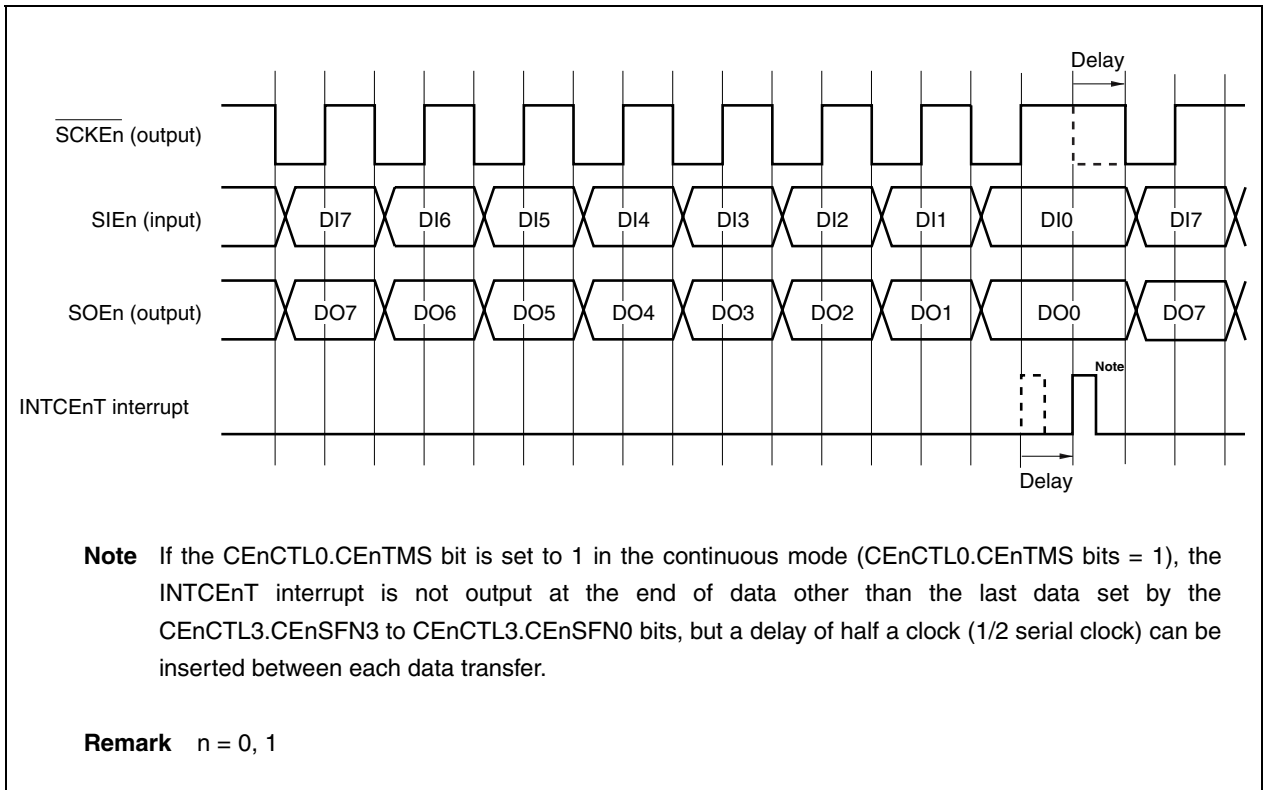 Delay
SCKEn (output)
SIEn (input) DI7 DI6 DI5 DI4 DI3 DI2 DI1 DI0 DI7
SOEn (output) DO7 DO6 DO5 DO4 DO3 DO2 DO1 DO0 DO7
Note
INTCEnT interrupt
Delay
Note If the CEnCTL0.CEnTMS bit is set to 1 in the continuous mode (CEnCTL0.CEnTMS bits = 1), the
INTCEnT interrupt is not output at the end of data other than the last data set by the
CEnCTL3.CEnSFN3 to CEnCTL3.CEnSFN0 bits, but a delay of half a clock (1/2 serial clock) can be
inserted between each data transfer.
Remark n = 0, 1